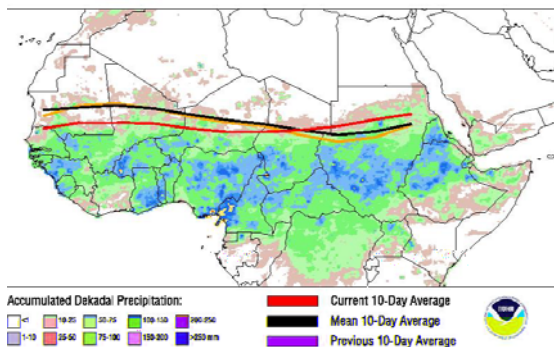 Accumulated Dekadal Precipitation:
<1 10-25 50-75 100-150 200-250
1-10 25-50 75-100 150-200 >250 mm
Current 10-Day Average
Mean 10-Day Average
Previous 10-Day Average